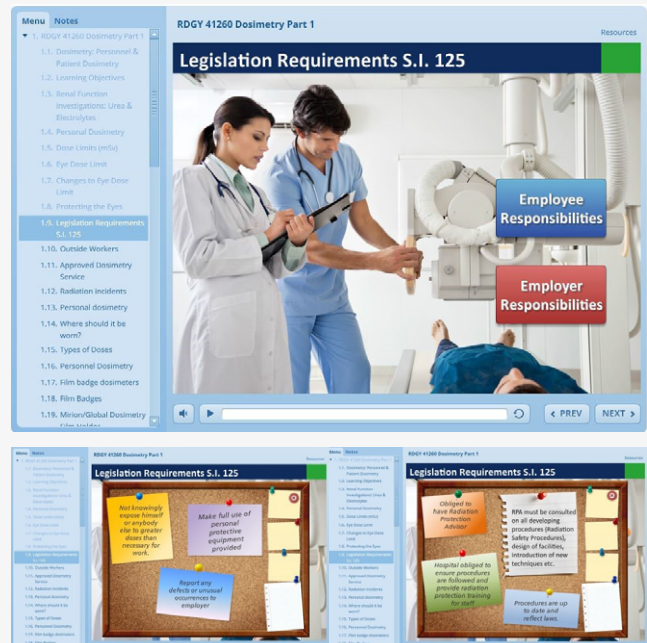 Menu Notes
1. RDGY 41260 Dosimetry Part 1
1.1. Dosimetry: Personnel &
Patient Dosimetry
1.2. Learning Objectives
1.3. Renal Function
Investigations: Urea &
Electrolytes
1.4. Personal Dosimetry
1.5. Dose Limits (mSv)
1.6. Eye Dose Limit
1.7. Changes to Eye Dose
Limit
1.8. Protecting the Eyes
1.9. Legislation Requirements
S.I. 125
1.10. Outside Workers
1.11. Approved Dosimetry
Service
1.12. Radiation Incidents
1.13. Personal dosimetry
1.14. Where should it be
worn?
1.15. Types of Doses
1.16. Personnel Dosimetry
1.17. Film badge dosimeters
1.18. Film Badges
1.19. Mirion/Global Dosimetry
Film Holder
RDGY 41260 Dosimetry Part 1
Resources
Legislation Requirements S.I. 125
Employee
Responsibilities
Employer
Responsibilities
PREV
NEXT
Menu Notes
RDGY 41260 Dosimetry Part 1
Resources
Legislation Requirements S.I. 125
Not knowingly
expose himself
or anybody
else to greater
doses than
necessary for
work.
Make full use of
personal
protective
equipment
provided
Report any
defects or unusual
occurrences to
employer
Menu Notes
RDGY 41260 Dosimetry Part 1
Resources
Legislation Requirements S.I. 125
Obliged to
have Radiation
Protection
Advisor
RPA must be consulted
on all developing
procedures (Radiation
Safety Procedures),
design of facilities,
introduction of new
techniques etc.
Hospital obliged to
ensure procedures
are followed and
provide radiation
protection training
for staff
Procedures are up
to date and
reflect laws.